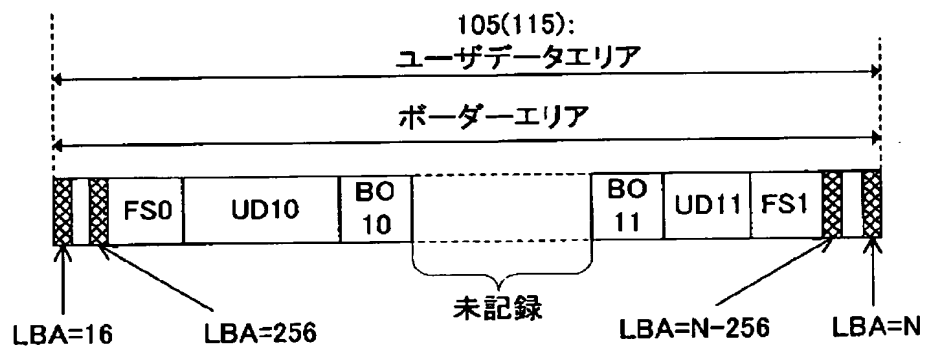 105(115):
ユーザデータエリア
ボーダーエリア
FS0
UD10
BO
10
BO
11
UD11
FS1
未記録
LBA=16
LBA=256
LBA=N-256
LBA=N